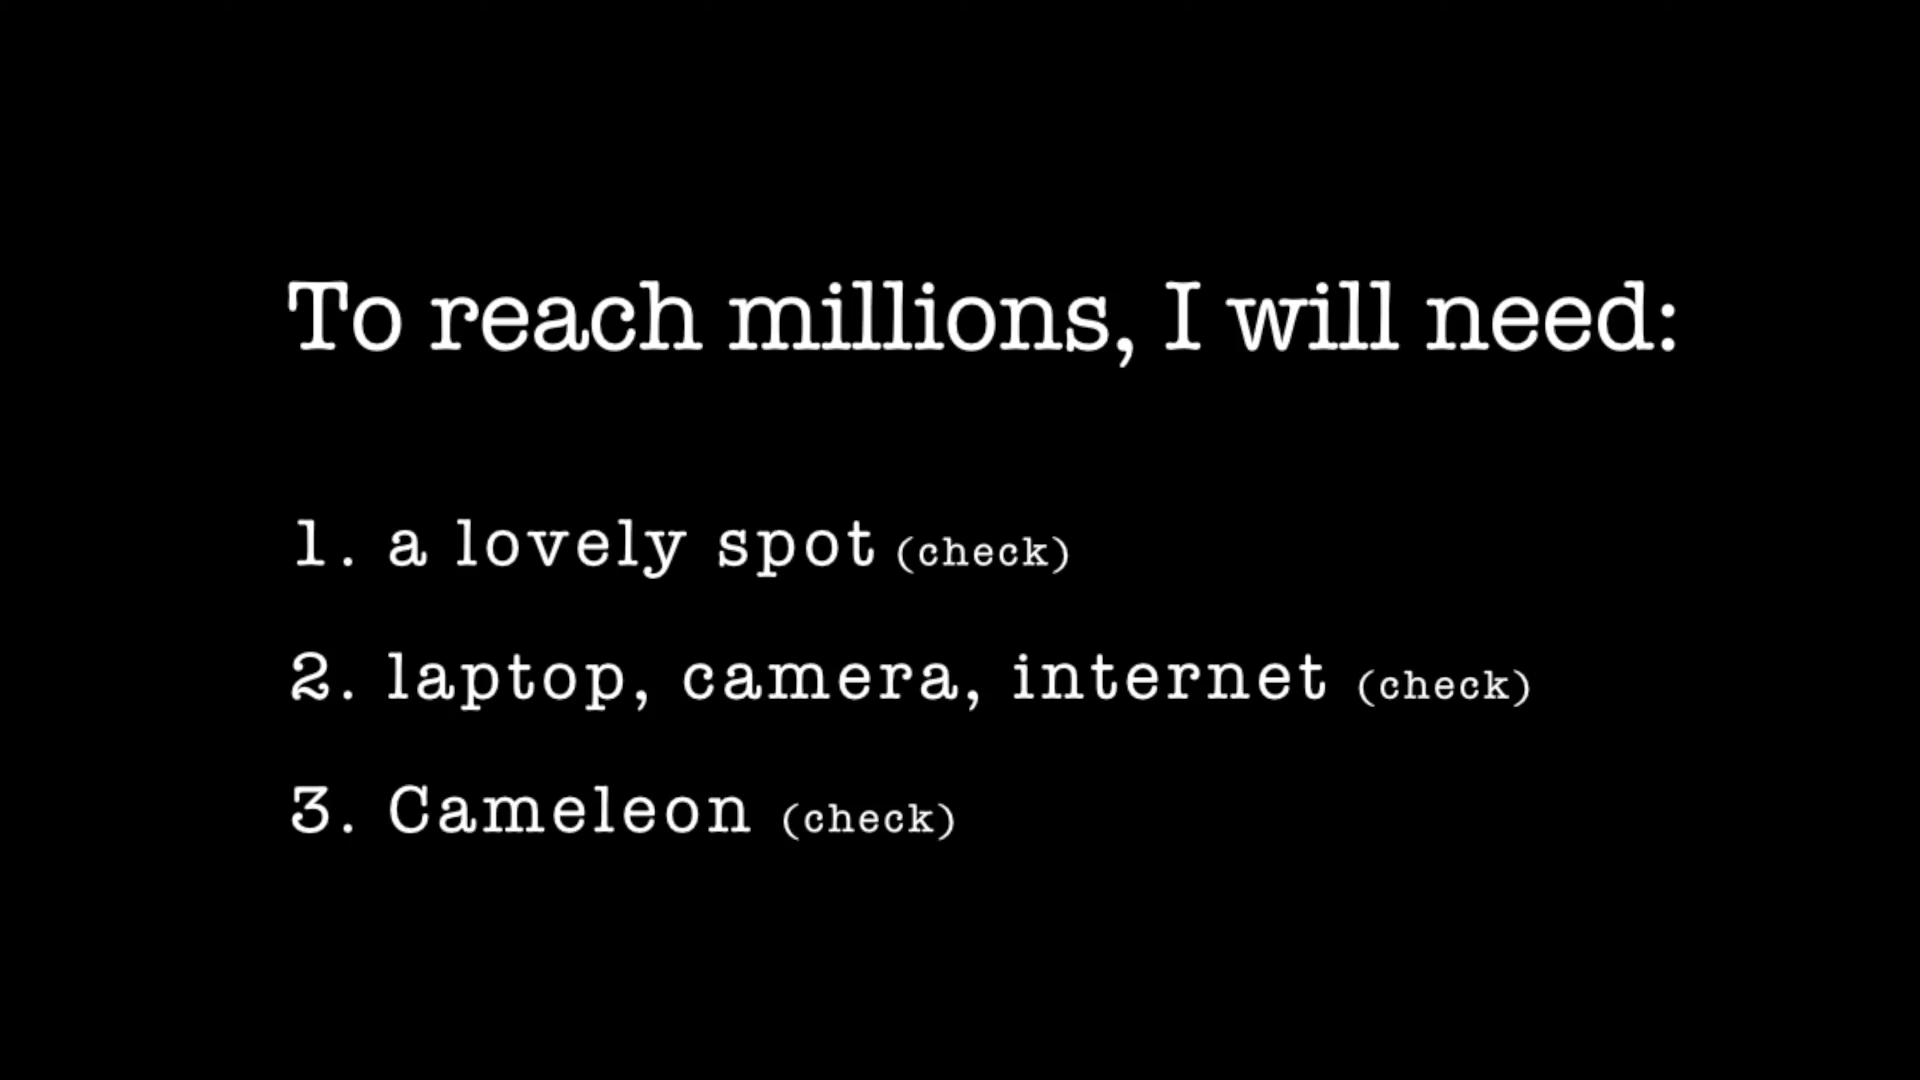 To reach millions, I will need:
1. a lovely spot (check)
2. laptop, camera, internet (check)
3. Cameleon (check)